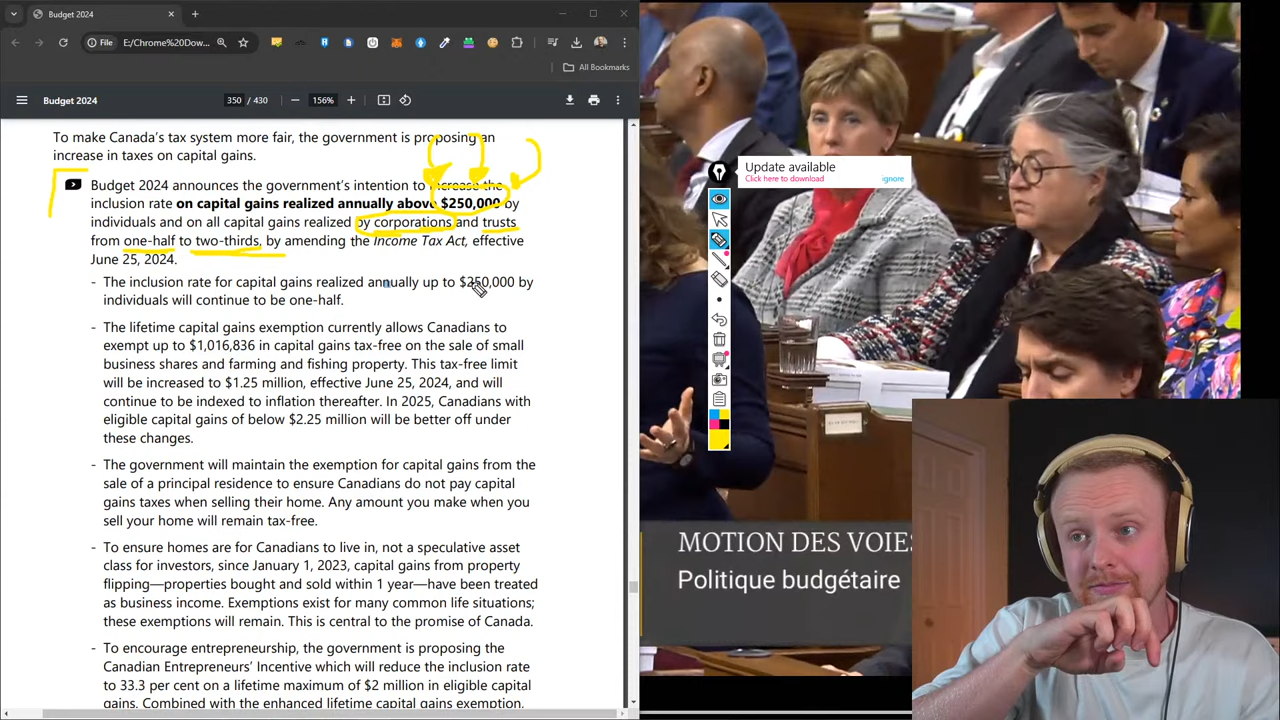 Budget 2024
File
E:/Chrome%20Dow...
All Bookmarks
Budget 2024
350 / 430
156%
To make Canada's tax system more fair, the government is proposing an
increase in taxes on capital gains.
Budget 2024 announces the government's intention to increase the
inclusion rate on capital gains realized annually above $250,000 by
individuals and on all capital gains realized by corporations and trusts
from one-half to two-thirds, by amending the Income Tax Act, effective
June 25, 2024.
- The inclusion rate for capital gains realized annually up to $250,000 by
individuals will continue to be one-half.
- The lifetime capital gains exemption currently allows Canadians to
exempt up to $1,016,836 in capital gains tax-free on the sale of small
business shares and farming and fishing property. This tax-free limit
will be increased to $1.25 million, effective June 25, 2024, and will
continue to be indexed to inflation thereafter. In 2025, Canadians with
eligible capital gains of below $2.25 million will be better off under
these changes.
- The government will maintain the exemption for capital gains from the
sale of a principal residence to ensure Canadians do not pay capital
gains taxes when selling their home. Any amount you make when you
sell your home will remain tax-free.
- To ensure homes are for Canadians to live in, not a speculative asset
class for investors, since January 1, 2023, capital gains from property
flipping—properties bought and sold within 1 year—have been treated
as business income. Exemptions exist for many common life situations;
these exemptions will remain. This is central to the promise of Canada.
- To encourage entrepreneurship, the government is proposing the
Canadian Entrepreneurs' Incentive which will reduce the inclusion rate
to 33.3 per cent on a lifetime maximum of $2 million in eligible capital
gains. Combined with the enhanced lifetime capital gains exemption,
Update available
Click here to download
ignore
MOTION DES VOIES
Politique budgétaire